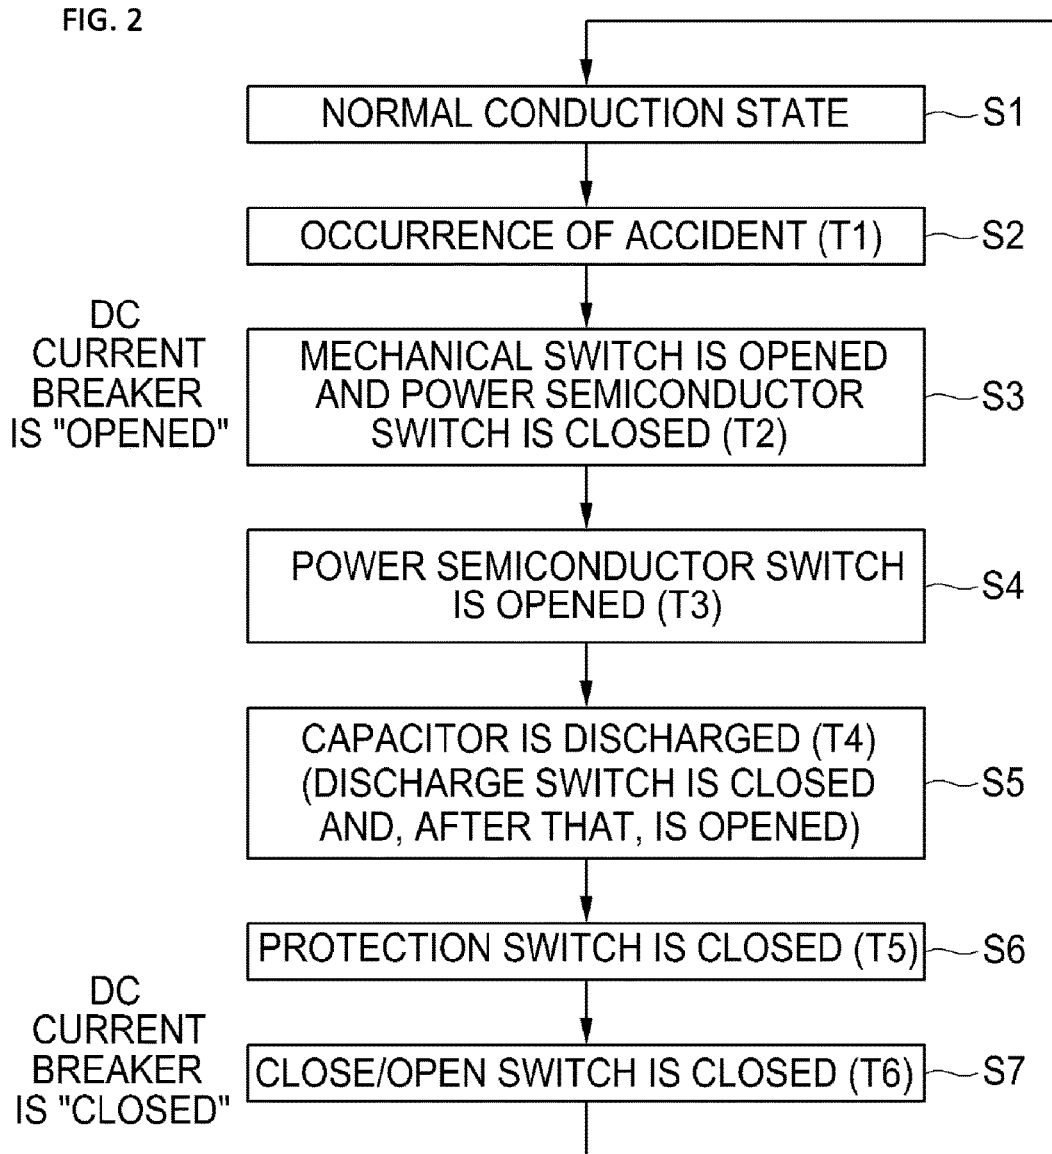 FIG. 2
NORMAL CONDUCTION STATE
S1
OCCURRENCE OF ACCIDENT (T1)
S2
DC
CURRENT
BREAKER
IS "OPENED"
MECHANICAL SWITCH IS OPENED
AND POWER SEMICONDUCTOR
SWITCH IS CLOSED (T2)
S3
POWER SEMICONDUCTOR SWITCH
IS OPENED (T3)
S4
CAPACITOR IS DISCHARGED (T4)
(DISCHARGE SWITCH IS CLOSED
AND, AFTER THAT, IS OPENED)
S5
PROTECTION SWITCH IS CLOSED (T5)
S6
DC
CURRENT
BREAKER
IS "CLOSED"
CLOSE/OPEN SWITCH IS CLOSED (T6)
S7